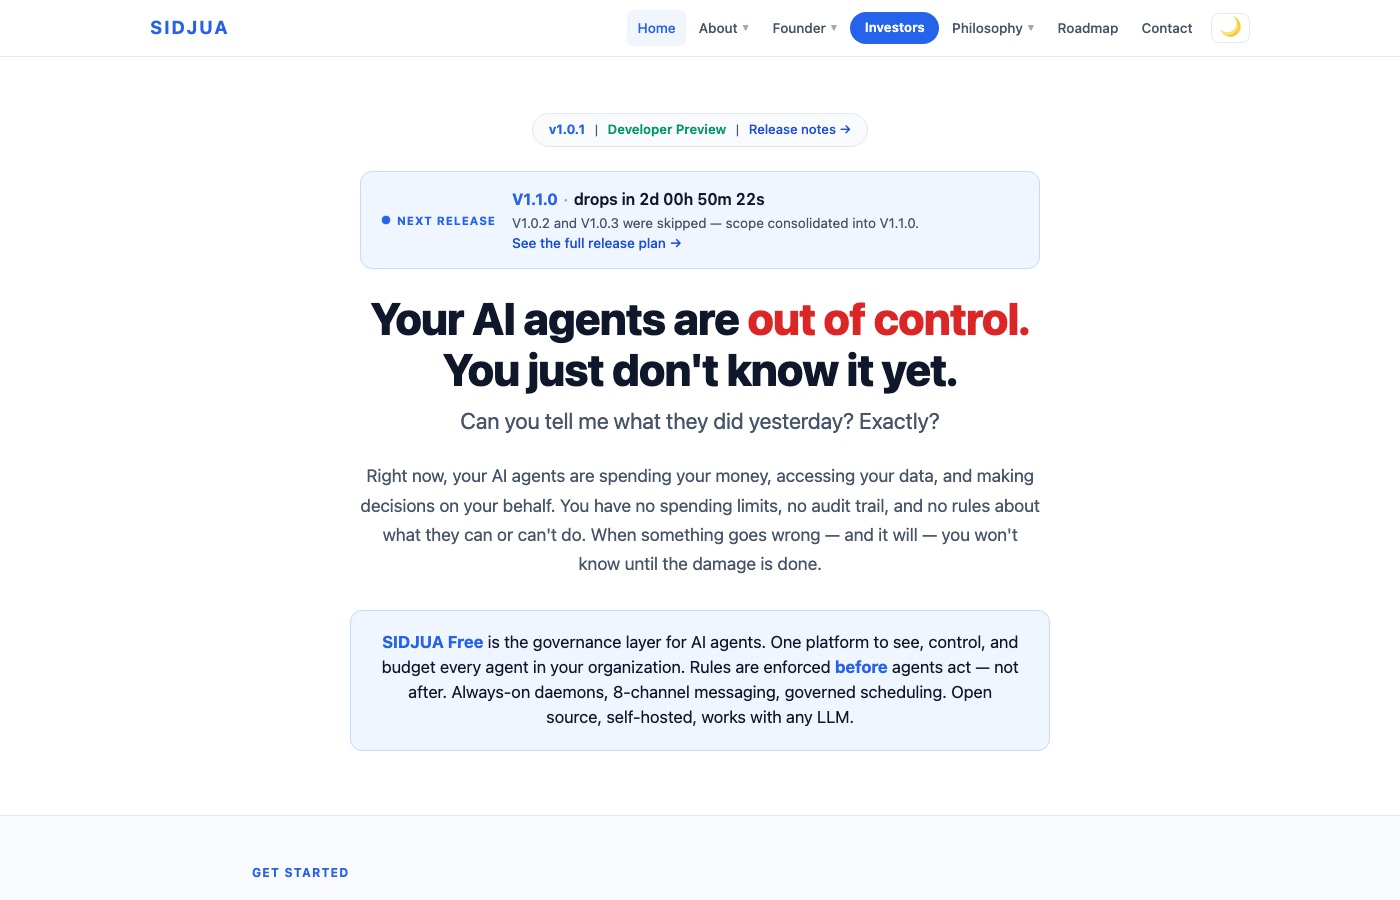 SIDJUA
Home About ▼ Founder ▼ Investors Philosophy ▼ Roadmap Contact
v1.0.1 | Developer Preview | Release notes →
NEXT RELEASE
V1.1.0 · drops in 2d 00h 50m 22s
V1.0.2 and V1.0.3 were skipped — scope consolidated into V1.1.0.
See the full release plan →
Your AI agents are out of control.
You just don't know it yet.
Can you tell me what they did yesterday? Exactly?
Right now, your AI agents are spending your money, accessing your data, and making
decisions on your behalf. You have no spending limits, no audit trail, and no rules about
what they can or can't do. When something goes wrong — and it will — you won't
know until the damage is done.
SIDJUA Free is the governance layer for AI agents. One platform to see, control, and
budget every agent in your organization. Rules are enforced before agents act — not
after. Always-on daemons, 8-channel messaging, governed scheduling. Open
source, self-hosted, works with any LLM.
GET STARTED